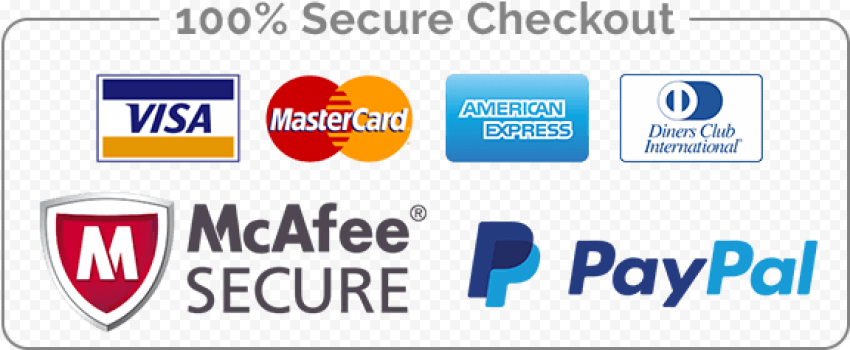 100% Secure Checkout
VISA
MasterCard
AMERICAN
EXPRESS
Diners Club
International®
M
McAfee®
SECURE
P
PayPal